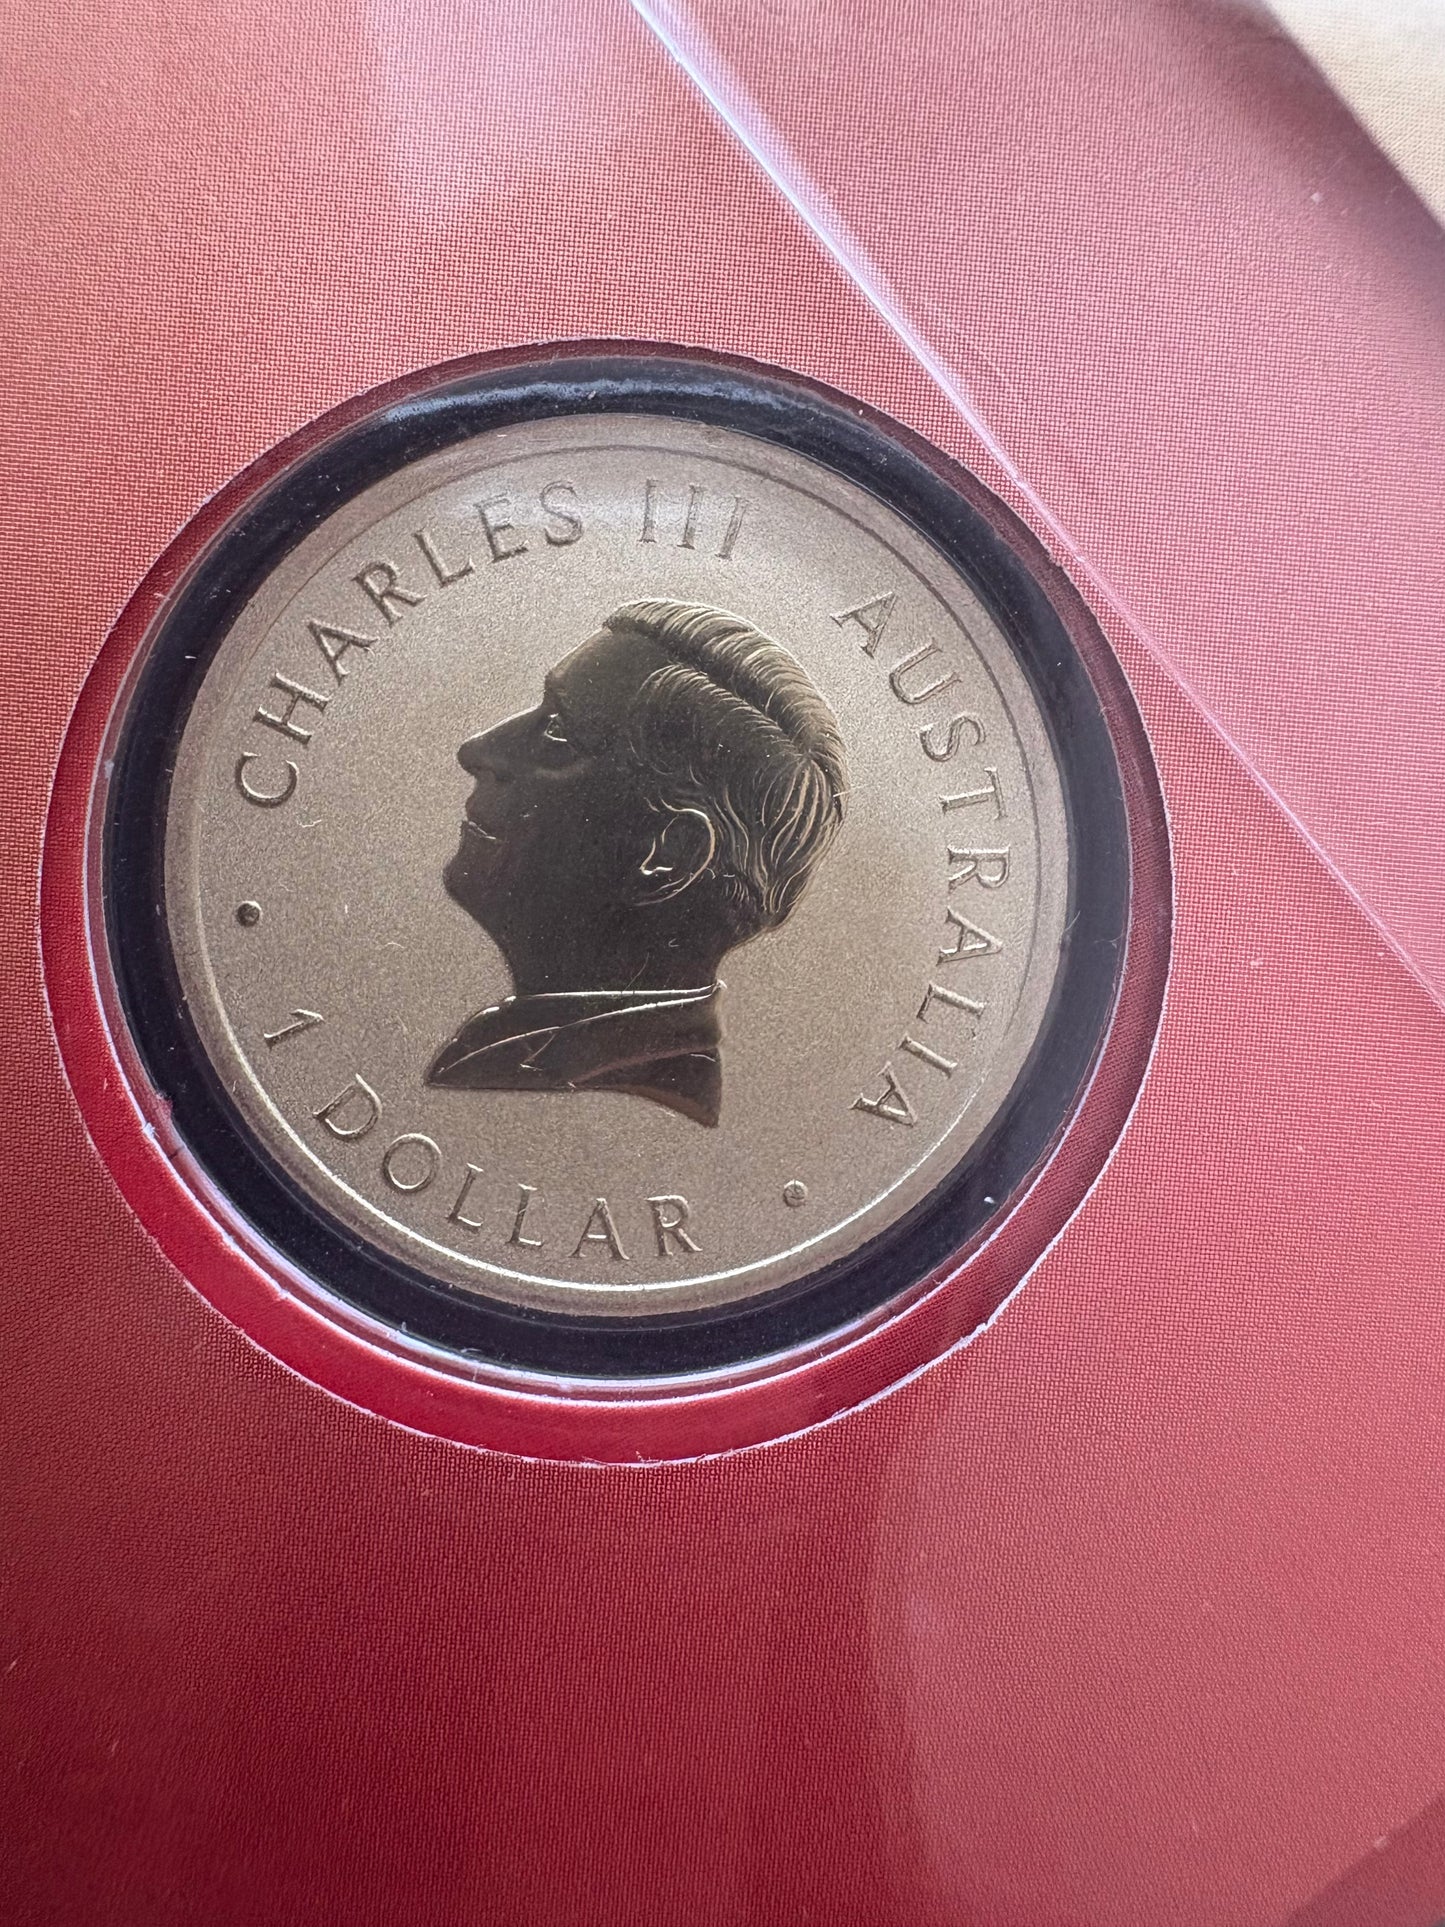 CHARLES III AUSTRALIA
• 1 DOLLAR •